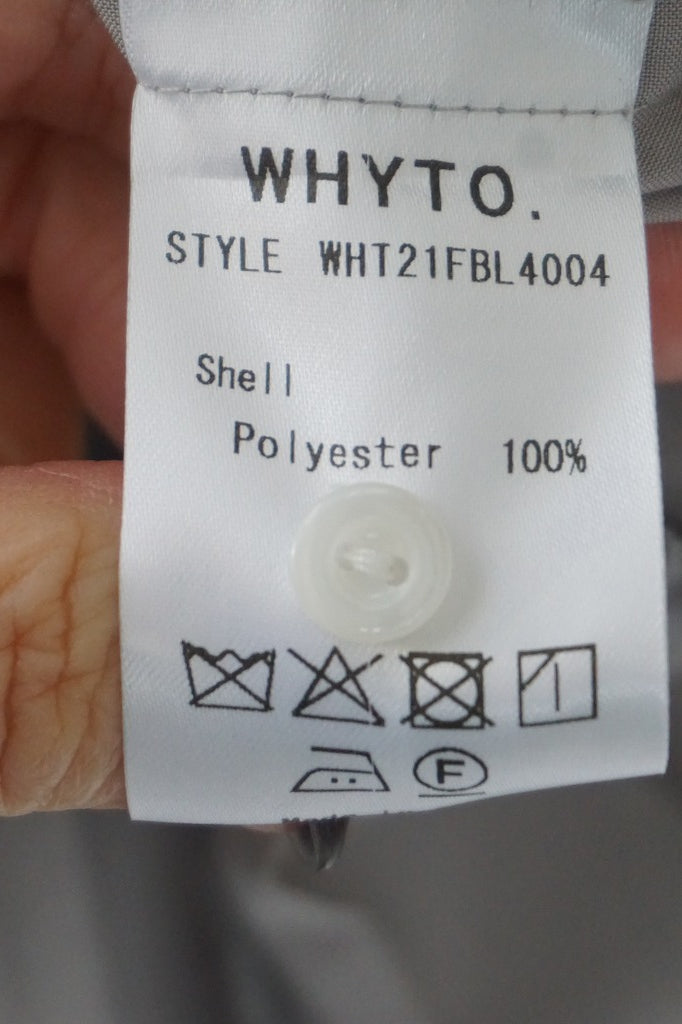 WHYTO.
STYLE WHT21FBL4004
Shell
Polyester 100%
F